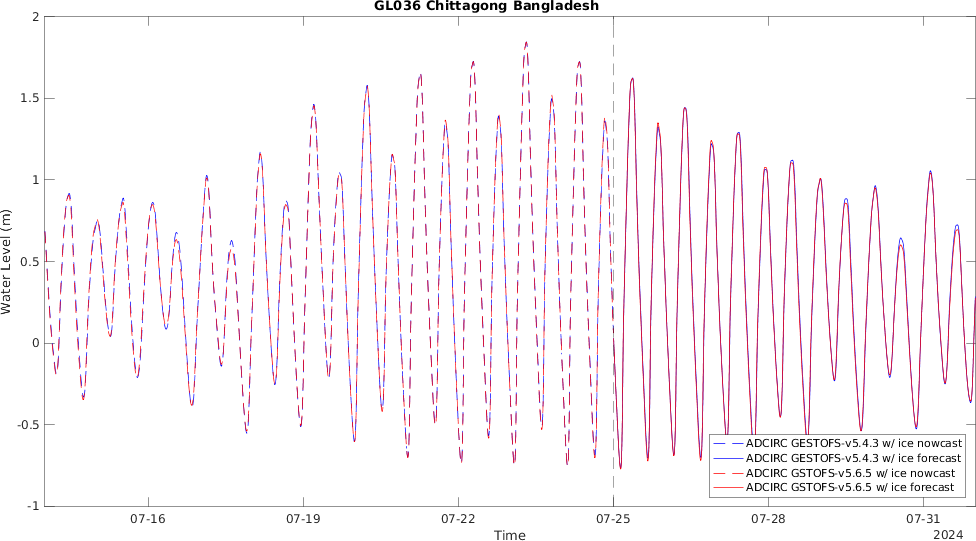 GL036 Chittagong Bangladesh
2
1.5
1
0.5
0
-0.5
-1
Water Level (m)
07-16
07-19
07-22
07-25
07-28
07-31
Time
2024
ADCIRC GESTOFS-v5.4.3 w/ ice nowcast
ADCIRC GESTOFS-v5.4.3 w/ ice forecast
ADCIRC GSTOFS-v5.6.5 w/ ice nowcast
ADCIRC GSTOFS-v5.6.5 w/ ice forecast